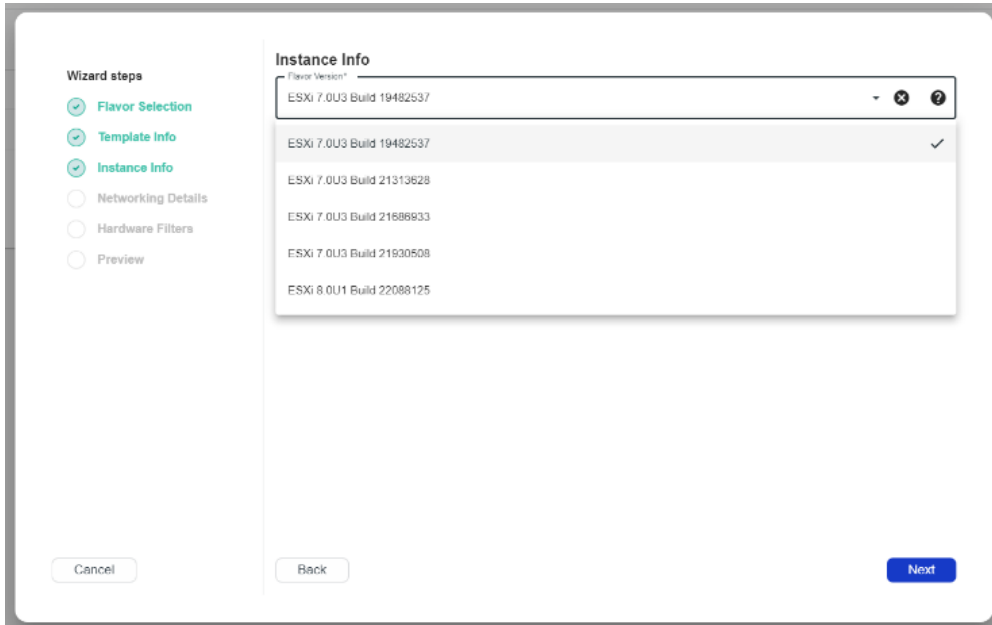 Wizard steps
Flavor Selection
Template Info
Instance Info
Networking Details
Hardware Filters
Preview
Instance Info
Flavor Version*
ESXi 7.0U3 Build 19482537
ESXi 7.0U3 Build 19482537
ESXi 7.0U3 Build 21313628
ESXi 7.0U3 Build 21686933
ESXi 7.0U3 Build 21930508
ESXi 8.0U1 Build 22088125
Cancel
Back
Next